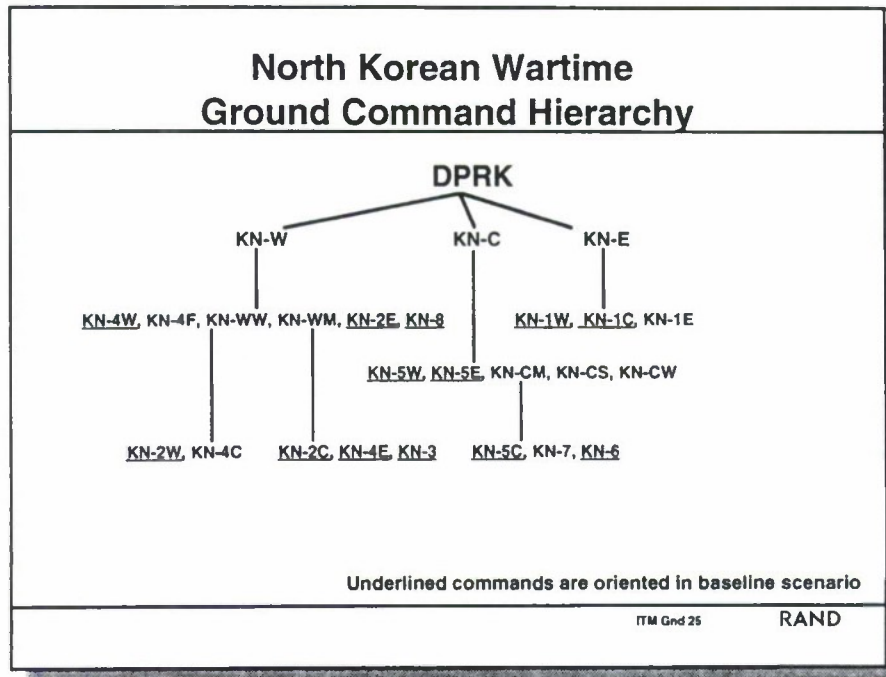 North Korean Wartime
Ground Command Hierarchy
DPRK
KN-W KN-C KN-E
KN-4W, KN-4F, KN-WW, KN-WM, KN-2E, KN-8 KN-1W, KN-1C, KN-1E
KN-5W, KN-5E, KN-CM, KN-CS, KN-CW
KN-2W, KN-4C KN-2C, KN-4E, KN-3 KN-5C, KN-7, KN-6
Underlined commands are oriented in baseline scenario
ITM Gnd 25 RAND